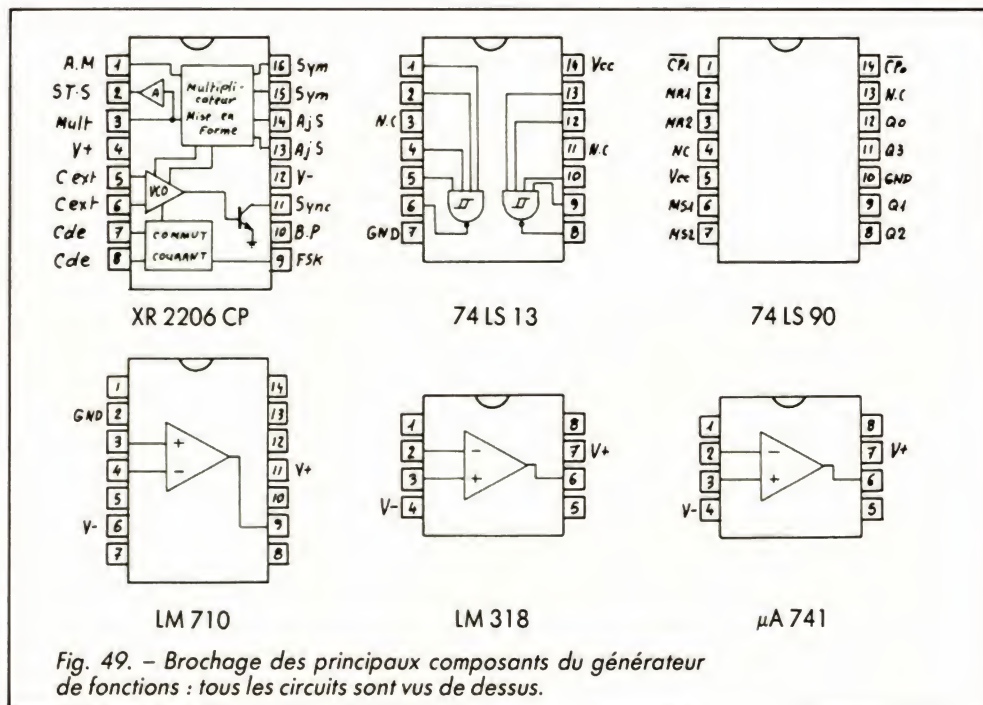 A.M 1 16 Sym
ST.S 2 A Multipli- 15 Sym
Mult 3 cateur 14 AjS
Mise en
Forme
V+ 4 13 AjS
C ext 5 VCO 12 V-
C ext 6 11 Sync
Cde 7 COMMUT 10 B.P
Cde 8 COURANT 9 FSK
XR 2206 CP
1 14 Vcc
2 13
N.C 3 12
4 11 N.C
5 10
6 9
GND 7 8
74 LS 13
CP1 1 14 CP0
MR1 2 13 N.C
MR2 3 12 Q0
NC 4 11 Q3
Vcc 5 10 GND
MS1 6 9 Q1
MS2 7 8 Q2
74 LS 90
1 14
GND 2 13
3 + 12
4 - 11 V+
5 10
V- 6 9
7 8
LM 710
1 8
2 - 7 V+
3 + 6
V- 4 5
LM 318
1 8
2 - 7 V+
3 + 6
V- 4 5
µA 741
Fig. 49. – Brochage des principaux composants du générateur
de fonctions : tous les circuits sont vus de dessus.